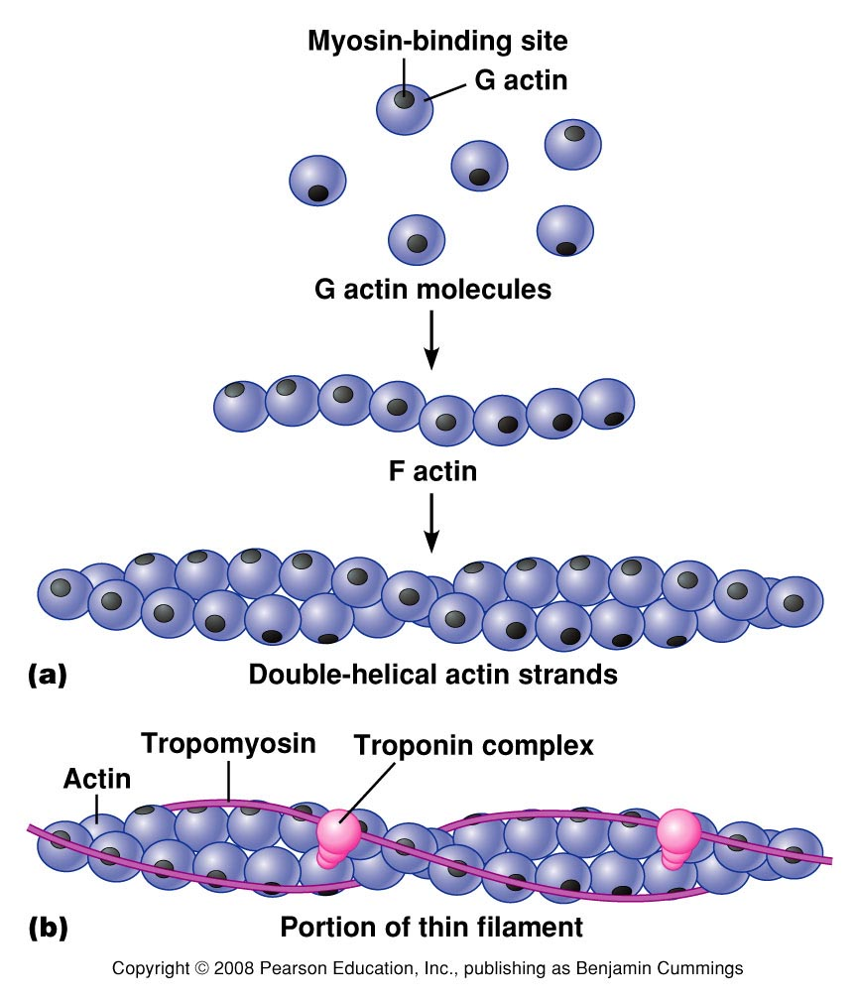 Myosin-binding site
G actin
G actin molecules
F actin
(a)
Double-helical actin strands
Tropomyosin
Troponin complex
Actin
(b)
Portion of thin filament
Copyright © 2008 Pearson Education, Inc., publishing as Benjamin Cummings